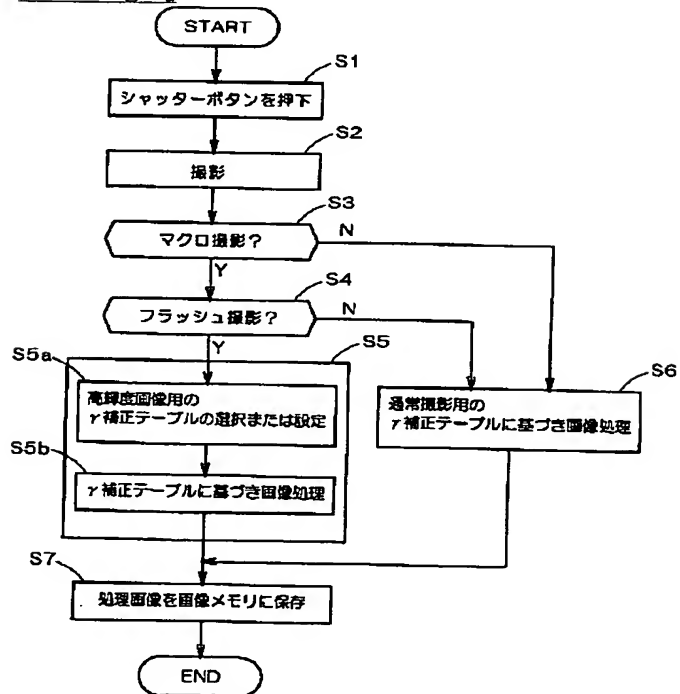 START
S1
シャッターボタンを押下
S2
撮影
S3
マクロ撮影?
N
Y
S4
フラッシュ撮影?
N
Y
S5
S5a
高輝度画像用の
γ補正テーブルの選択または設定
S6
通常撮影用の
γ補正テーブルに基づき画像処理
S5b
γ補正テーブルに基づき画像処理
S7
処理画像を画像メモリに保存
END